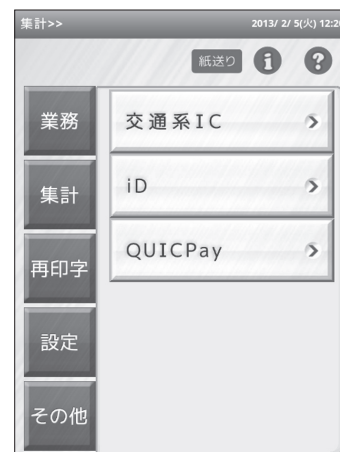 集計>> 2013/ 2/ 5(火) 12:20
紙送り i ?
業務
集計
再印字
設定
その他
交通系IC
iD
QUICPay